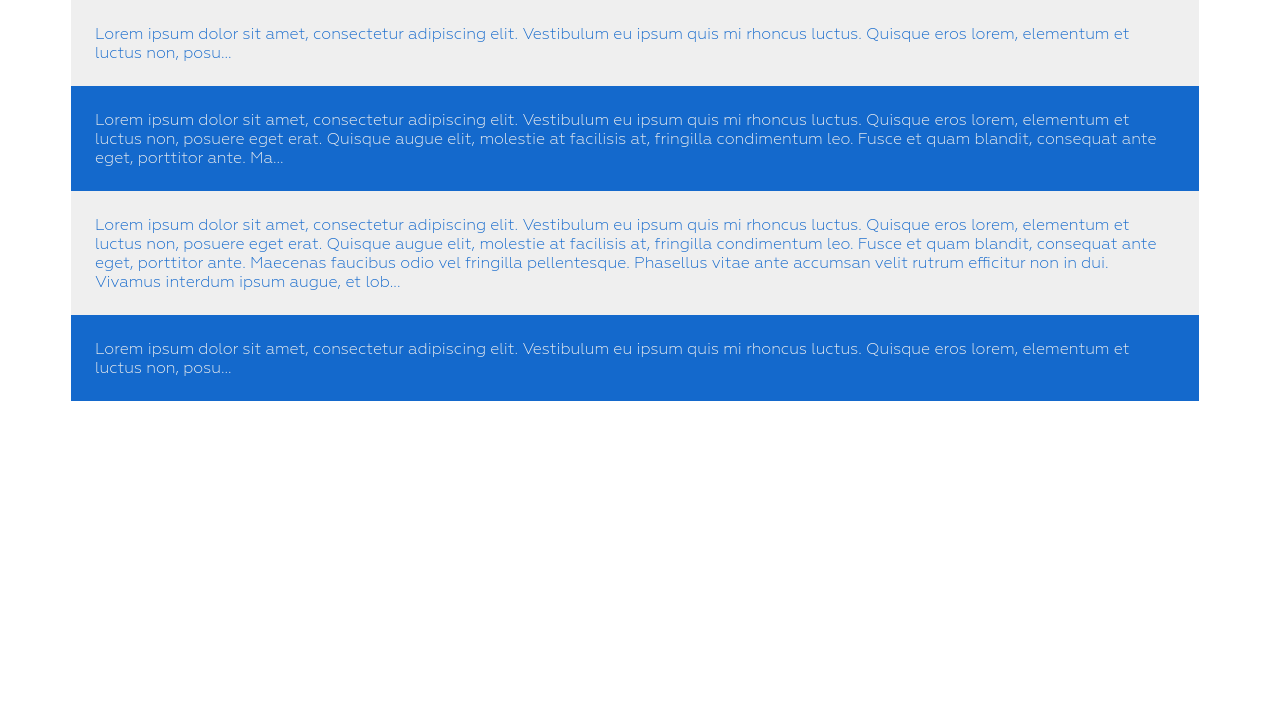 Lorem ipsum dolor sit amet, consectetur adipiscing elit. Vestibulum eu ipsum quis mi rhoncus luctus. Quisque eros lorem, elementum et
luctus non, posu...
Lorem ipsum dolor sit amet, consectetur adipiscing elit. Vestibulum eu ipsum quis mi rhoncus luctus. Quisque eros lorem, elementum et
luctus non, posuere eget erat. Quisque augue elit, molestie at facilisis at, fringilla condimentum leo. Fusce et quam blandit, consequat ante
eget, porttitor ante. Ma...
Lorem ipsum dolor sit amet, consectetur adipiscing elit. Vestibulum eu ipsum quis mi rhoncus luctus. Quisque eros lorem, elementum et
luctus non, posuere eget erat. Quisque augue elit, molestie at facilisis at, fringilla condimentum leo. Fusce et quam blandit, consequat ante
eget, porttitor ante. Maecenas faucibus odio vel fringilla pellentesque. Phasellus vitae ante accumsan velit rutrum efficitur non in dui.
Vivamus interdum ipsum augue, et lob...
Lorem ipsum dolor sit amet, consectetur adipiscing elit. Vestibulum eu ipsum quis mi rhoncus luctus. Quisque eros lorem, elementum et
luctus non, posu...